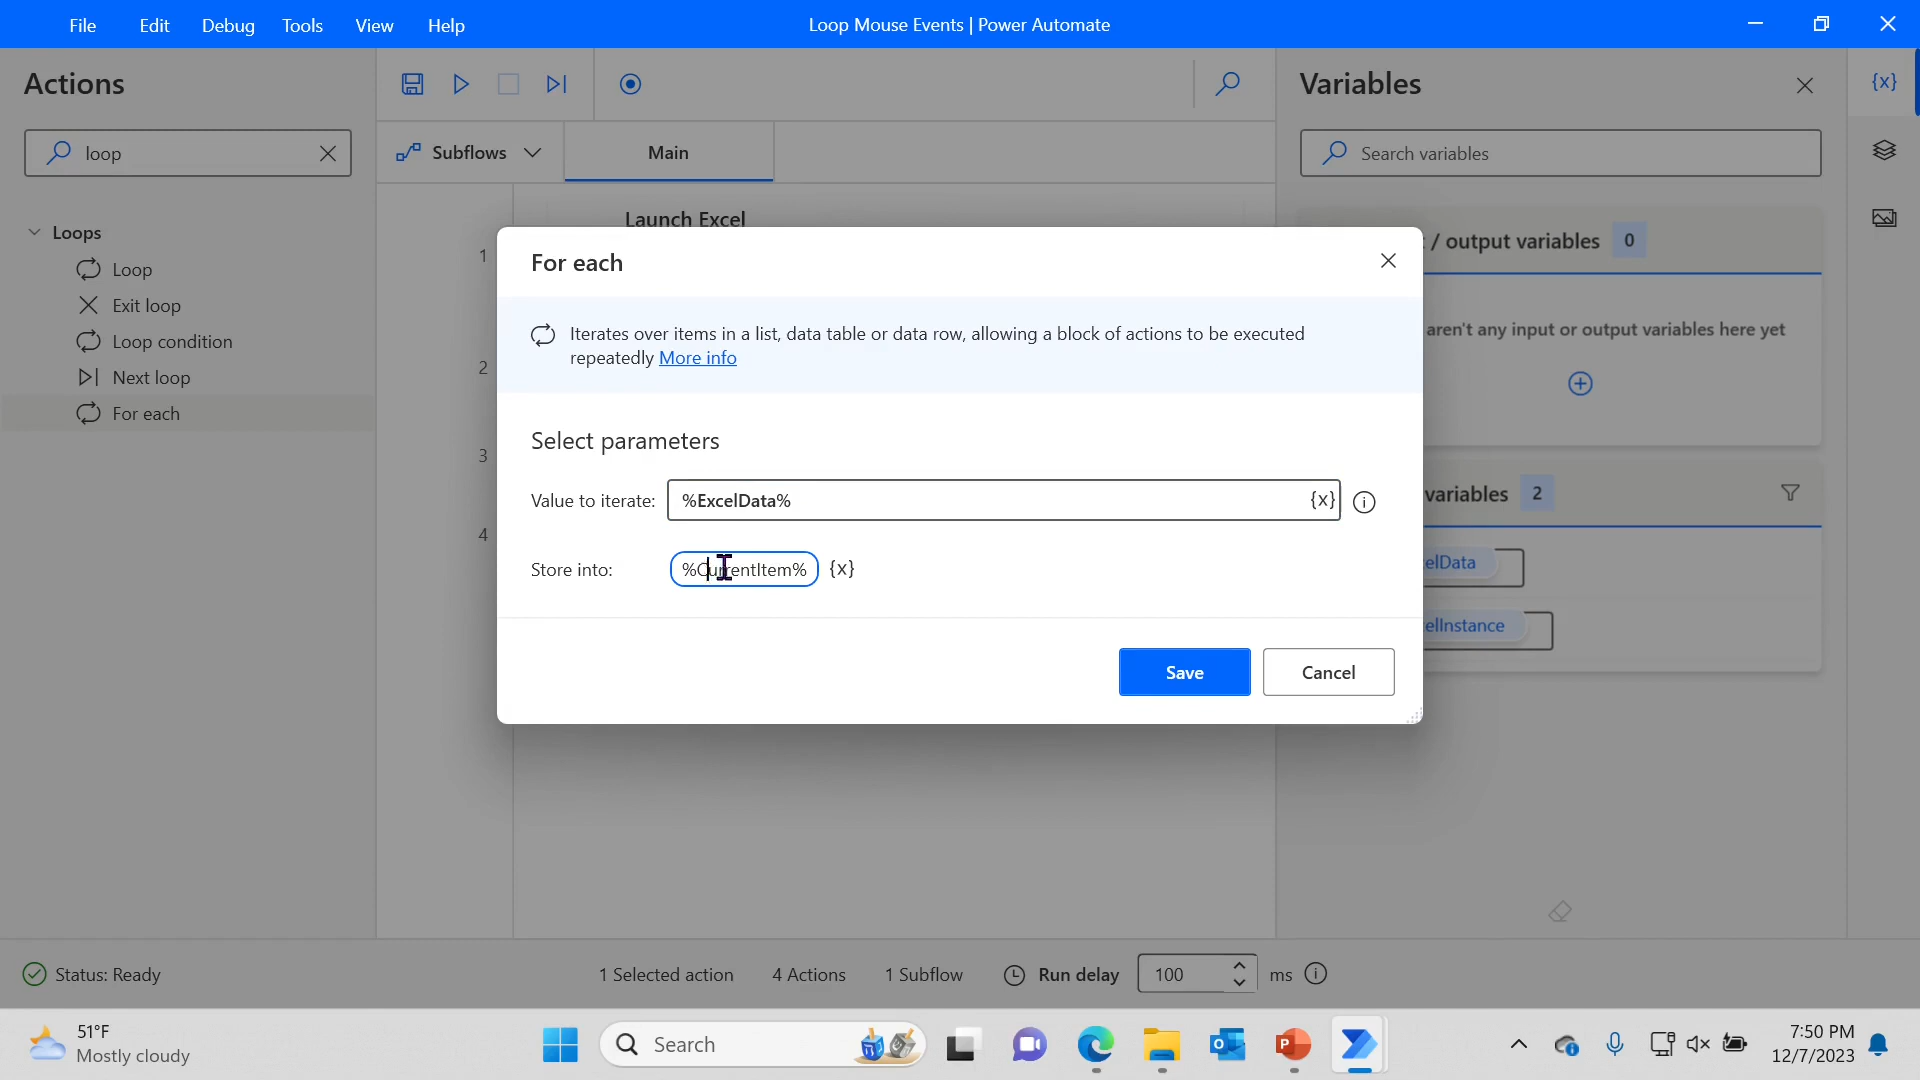 File Edit Debug Tools View Help
Loop Mouse Events | Power Automate
Actions
Variables
{x}
loop
Subflows
Main
Search variables
Launch Excel
Loops
1
/ output variables 0
For each
Loop
Exit loop
Iterates over items in a list, data table or data row, allowing a block of actions to be executed
repeatedly More info
aren't any input or output variables here yet
Loop condition
2
Next loop
For each
Select parameters
3
Value to iterate: %ExcelData% {x}
variables 2
4
Store into: %CurrentItem% {x}
elData
elInstance
Save
Cancel
Status: Ready
1 Selected action
4 Actions
1 Subflow
Run delay
100
ms
51°F
Mostly cloudy
Search
7:50 PM
12/7/2023